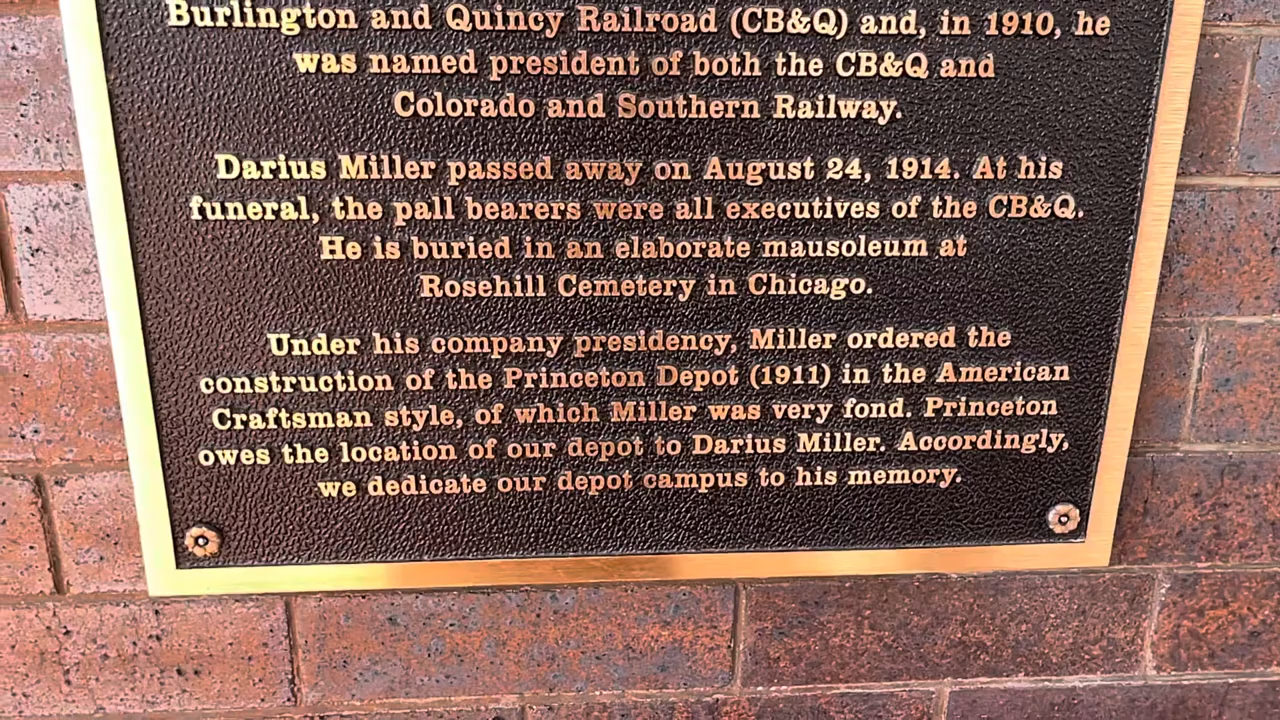 Burlington and Quincy Railroad (CB&Q) and, in 1910, he
was named president of both the CB&Q and
Colorado and Southern Railway.
Darius Miller passed away on August 24, 1914. At his
funeral, the pall bearers were all executives of the CB&Q.
He is buried in an elaborate mausoleum at
Rosehill Cemetery in Chicago.
Under his company presidency, Miller ordered the
construction of the Princeton Depot (1911) in the American
Craftsman style, of which Miller was very fond. Princeton
owes the location of our depot to Darius Miller. Accordingly,
we dedicate our depot campus to his memory.